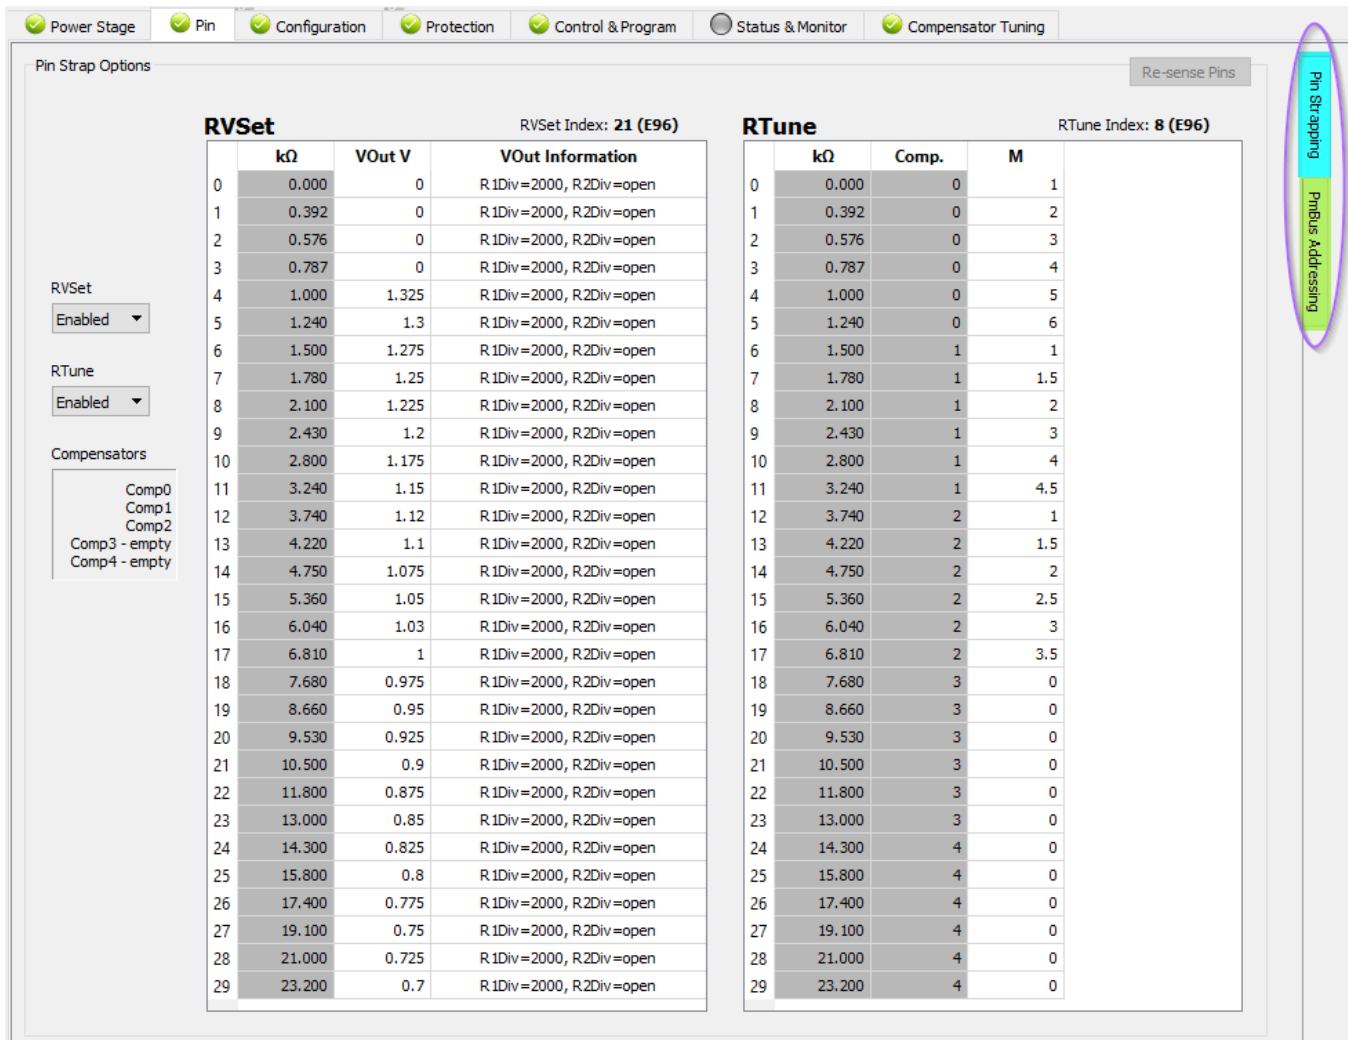 Power Stage Pin Configuration Protection Control & Program Status & Monitor Compensator Tuning
Pin Strap Options
Re-sense Pins
Pin Strapping
PmBus Addressing
RVSet
Enabled
RTune
Enabled
Compensators
Comp0
Comp1
Comp2
Comp3 - empty
Comp4 - empty
RVSet RVSet Index: 21 (E96)
kΩ VOut V VOut Information
0 0.000 0 R1Div=2000, R2Div=open
1 0.392 0 R1Div=2000, R2Div=open
2 0.576 0 R1Div=2000, R2Div=open
3 0.787 0 R1Div=2000, R2Div=open
4 1.000 1.325 R1Div=2000, R2Div=open
5 1.240 1.3 R1Div=2000, R2Div=open
6 1.500 1.275 R1Div=2000, R2Div=open
7 1.780 1.25 R1Div=2000, R2Div=open
8 2.100 1.225 R1Div=2000, R2Div=open
9 2.430 1.2 R1Div=2000, R2Div=open
10 2.800 1.175 R1Div=2000, R2Div=open
11 3.240 1.15 R1Div=2000, R2Div=open
12 3.740 1.12 R1Div=2000, R2Div=open
13 4.220 1.1 R1Div=2000, R2Div=open
14 4.750 1.075 R1Div=2000, R2Div=open
15 5.360 1.05 R1Div=2000, R2Div=open
16 6.040 1.03 R1Div=2000, R2Div=open
17 6.810 1 R1Div=2000, R2Div=open
18 7.680 0.975 R1Div=2000, R2Div=open
19 8.660 0.95 R1Div=2000, R2Div=open
20 9.530 0.925 R1Div=2000, R2Div=open
21 10.500 0.9 R1Div=2000, R2Div=open
22 11.800 0.875 R1Div=2000, R2Div=open
23 13.000 0.85 R1Div=2000, R2Div=open
24 14.300 0.825 R1Div=2000, R2Div=open
25 15.800 0.8 R1Div=2000, R2Div=open
26 17.400 0.775 R1Div=2000, R2Div=open
27 19.100 0.75 R1Div=2000, R2Div=open
28 21.000 0.725 R1Div=2000, R2Div=open
29 23.200 0.7 R1Div=2000, R2Div=open
RTune RTune Index: 8 (E96)
kΩ Comp. M
0 0.000 0 1
1 0.392 0 2
2 0.576 0 3
3 0.787 0 4
4 1.000 0 5
5 1.240 0 6
6 1.500 1 1
7 1.780 1 1.5
8 2.100 1 2
9 2.430 1 3
10 2.800 1 4
11 3.240 1 4.5
12 3.740 2 1
13 4.220 2 1.5
14 4.750 2 2
15 5.360 2 2.5
16 6.040 2 3
17 6.810 2 3.5
18 7.680 3 0
19 8.660 3 0
20 9.530 3 0
21 10.500 3 0
22 11.800 3 0
23 13.000 3 0
24 14.300 4 0
25 15.800 4 0
26 17.400 4 0
27 19.100 4 0
28 21.000 4 0
29 23.200 4 0